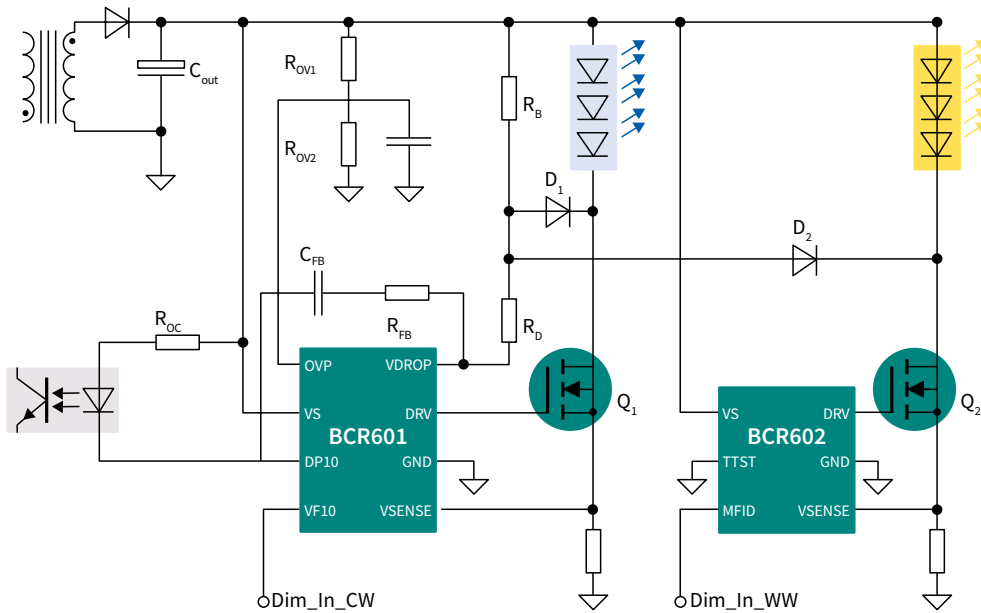 C_out
R_OV1
R_OV2
R_B
D_1
D_2
C_FB
R_FB
R_D
R_OC
OVP
VDROP
VS
DRV
BCR601
DP10
GND
VF10
VSENSE
Q_1
Dim_In_CW
VS
DRV
BCR602
TTST
GND
MFID
VSENSE
Q_2
Dim_In_WW